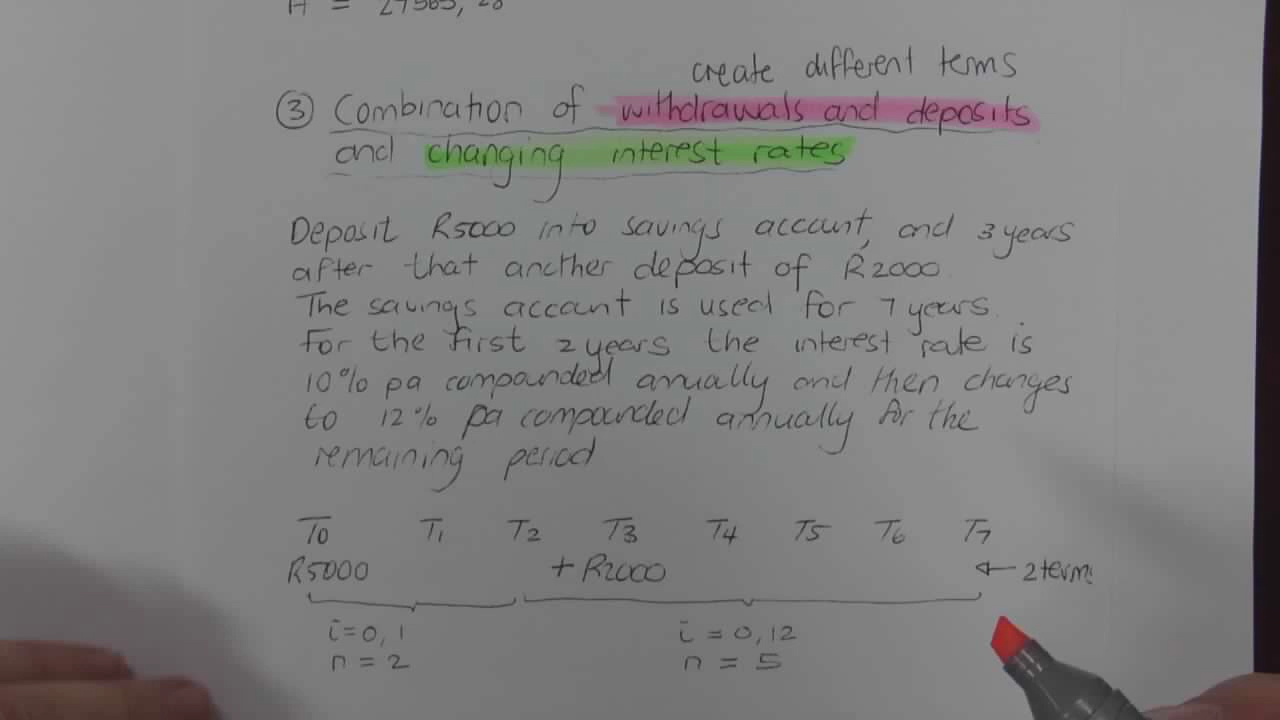 A = 27585, 28
create different terms
③ Combination of withdrawals and deposits
and changing interest rates
Deposit R5000 into savings account, and 3 years
after that another deposit of R2000.
The savings account is used for 7 years.
For the first 2 years the interest rate is
10% pa compounded annually and then changes
to 12% pa compounded annually for the
remaining period
T0 T1 T2 T3 T4 T5 T6 T7
R5000 + R2000 ← 2 terms
i=0,1 i = 0,12
n = 2 n = 5